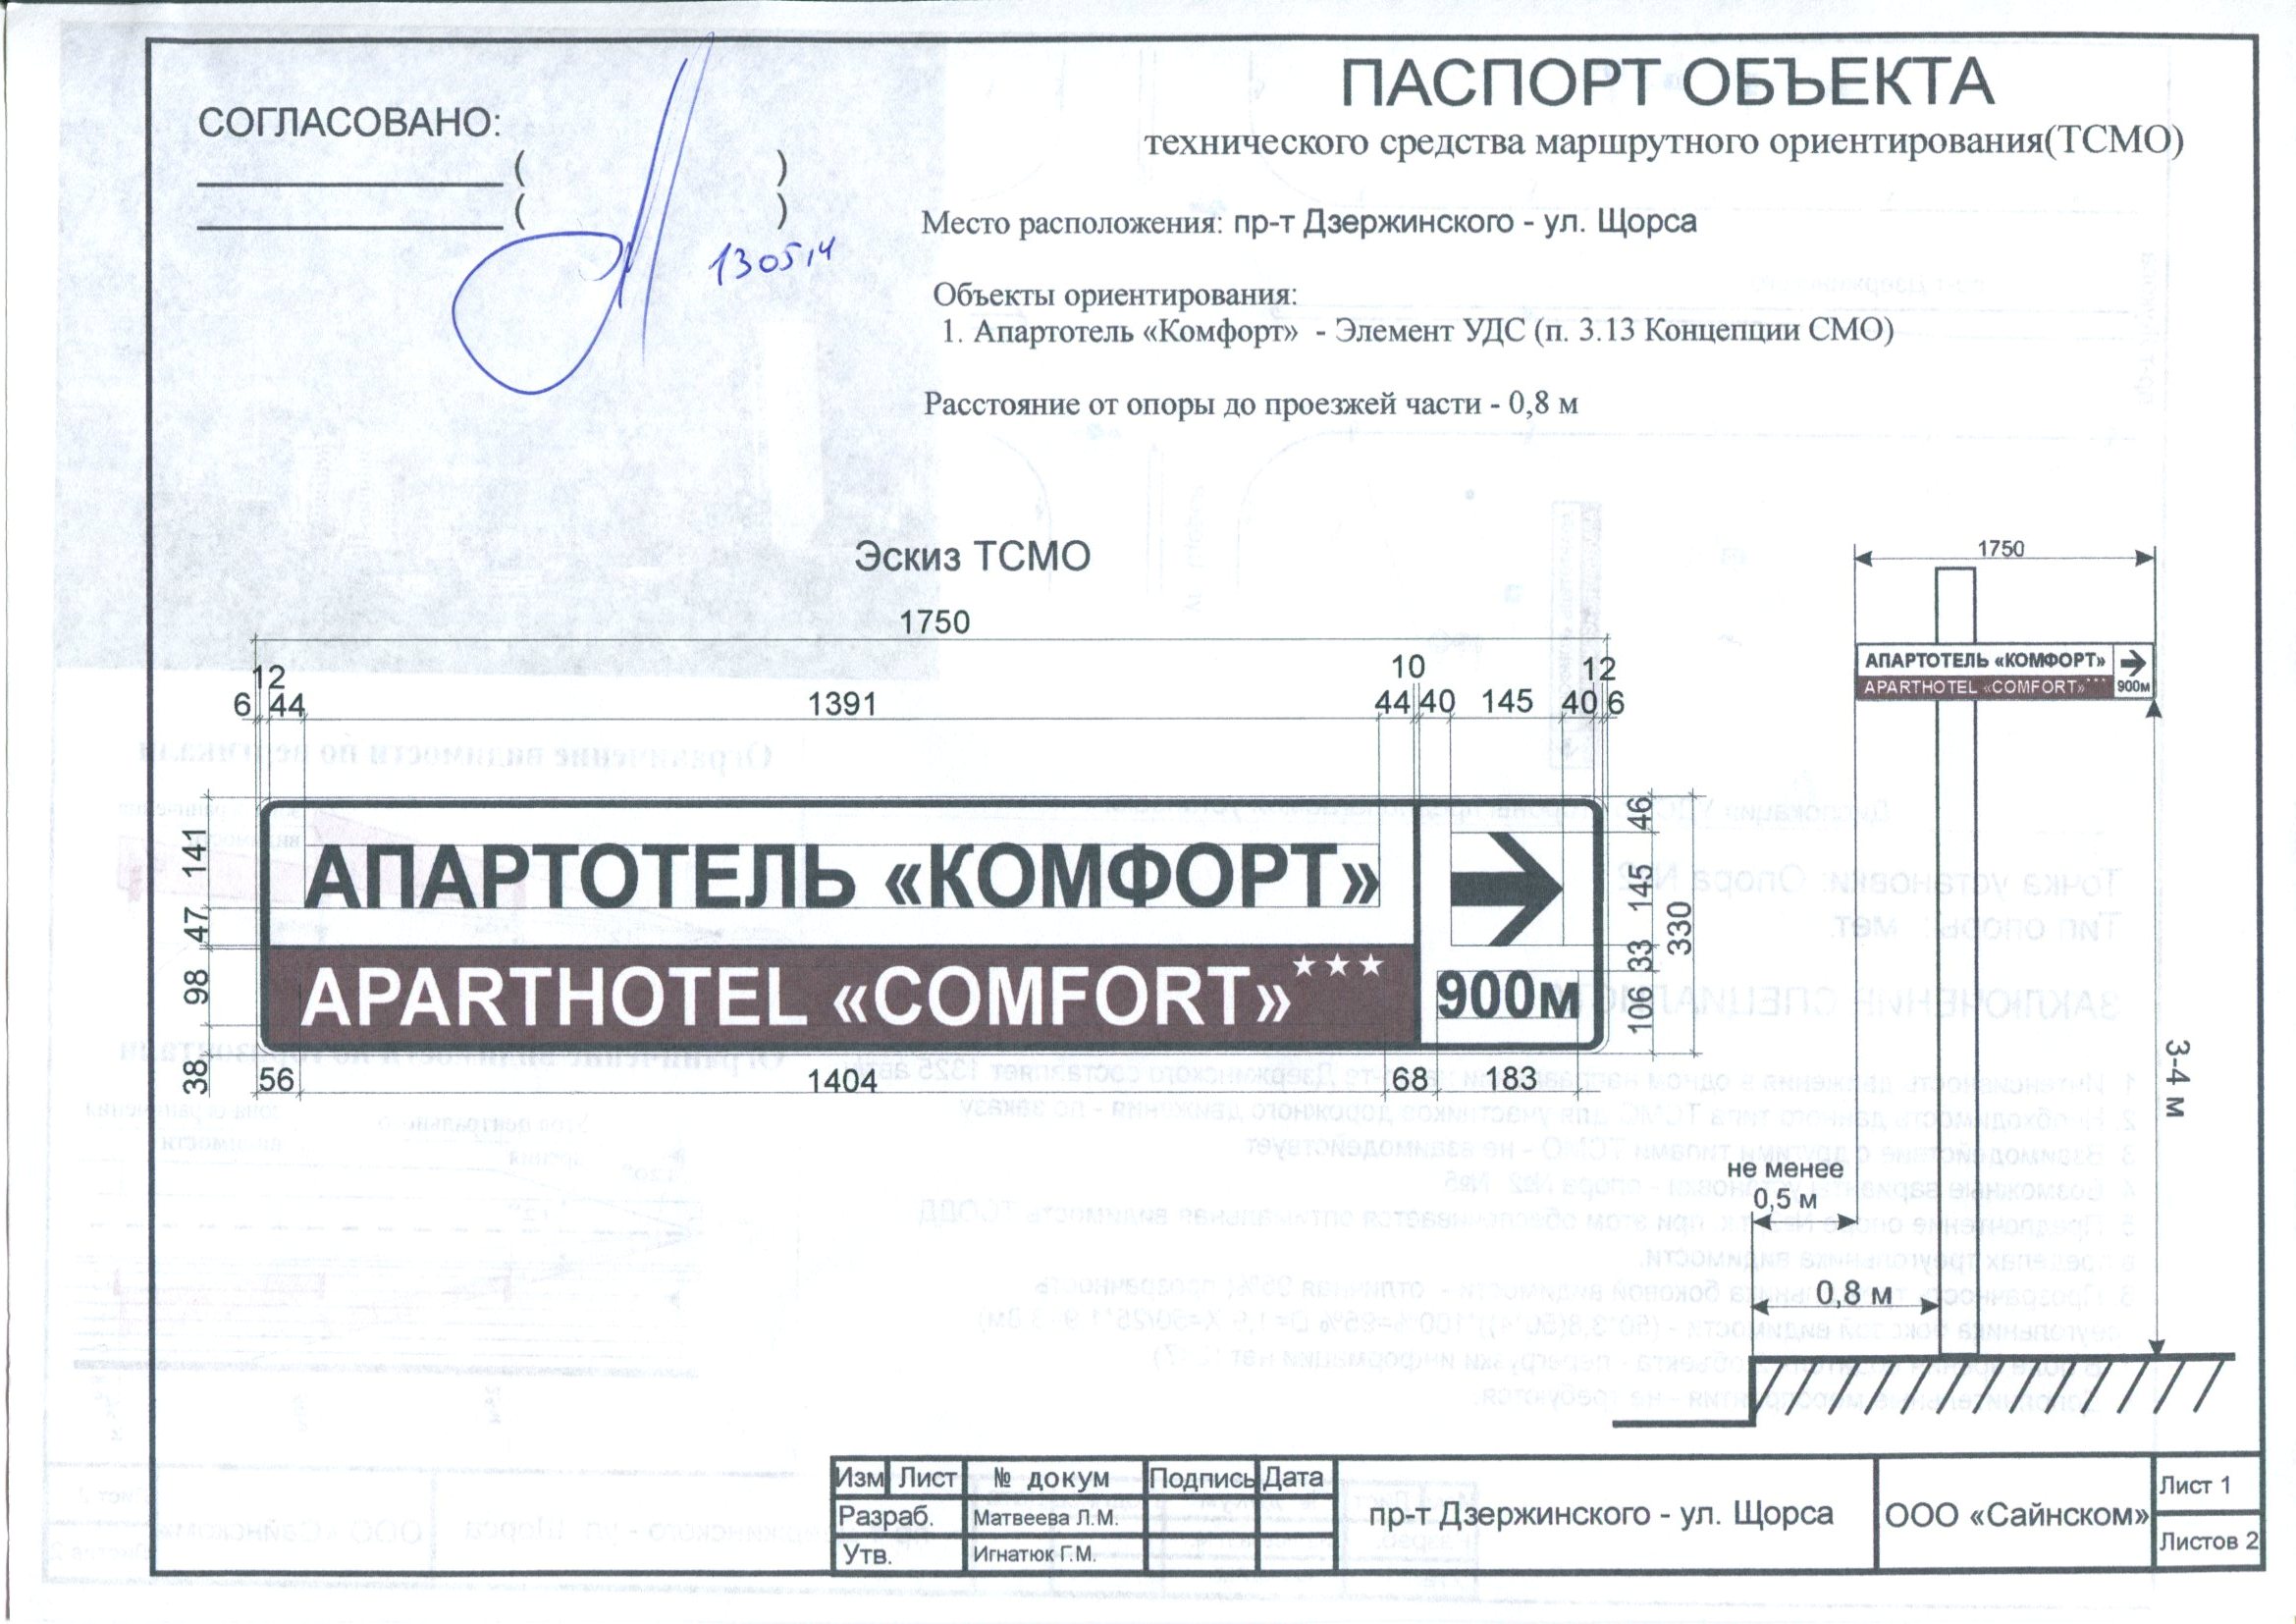 ПАСПОРТ ОБЪЕКТА
технического средства маршрутного ориентирования(ТСМО)
СОГЛАСОВАНО:
( )
( )
13 05,14
Место расположения: пр-т Дзержинского - ул. Щорса
Объекты ориентирования:
1. Апартотель «Комфорт» - Элемент УДС (п. 3.13 Концепции СМО)
Расстояние от опоры до проезжей части - 0,8 м
Эскиз ТСМО
1750
12 10 12
6 44 1391 44 40 145 40 6
141 47 98 38
АПАРТОТЕЛЬ «КОМФОРТ»
APARTHOTEL «COMFORT»***
900м
46 145 33 106
330
56 1404 68 183
1750
АПАРТОТЕЛЬ «КОМФОРТ»
APARTHOTEL «COMFORT»***
900м
3-4 м
не менее
0,5 м
0,8 м
Изм Лист № докум Подпись Дата
Разраб. Матвеева Л.М.
Утв. Игнатюк Г.М.
пр-т Дзержинского - ул. Щорса
ООО «Сайнском»
Лист 1
Листов 2